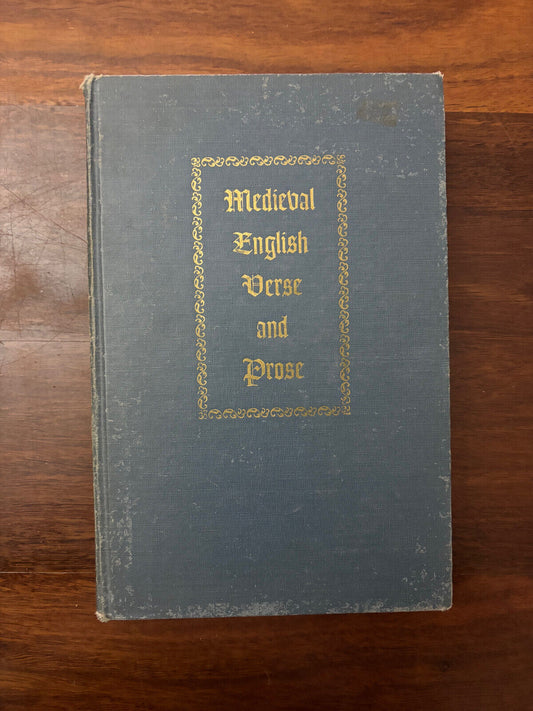 Medieval
English
Verse
and
Prose